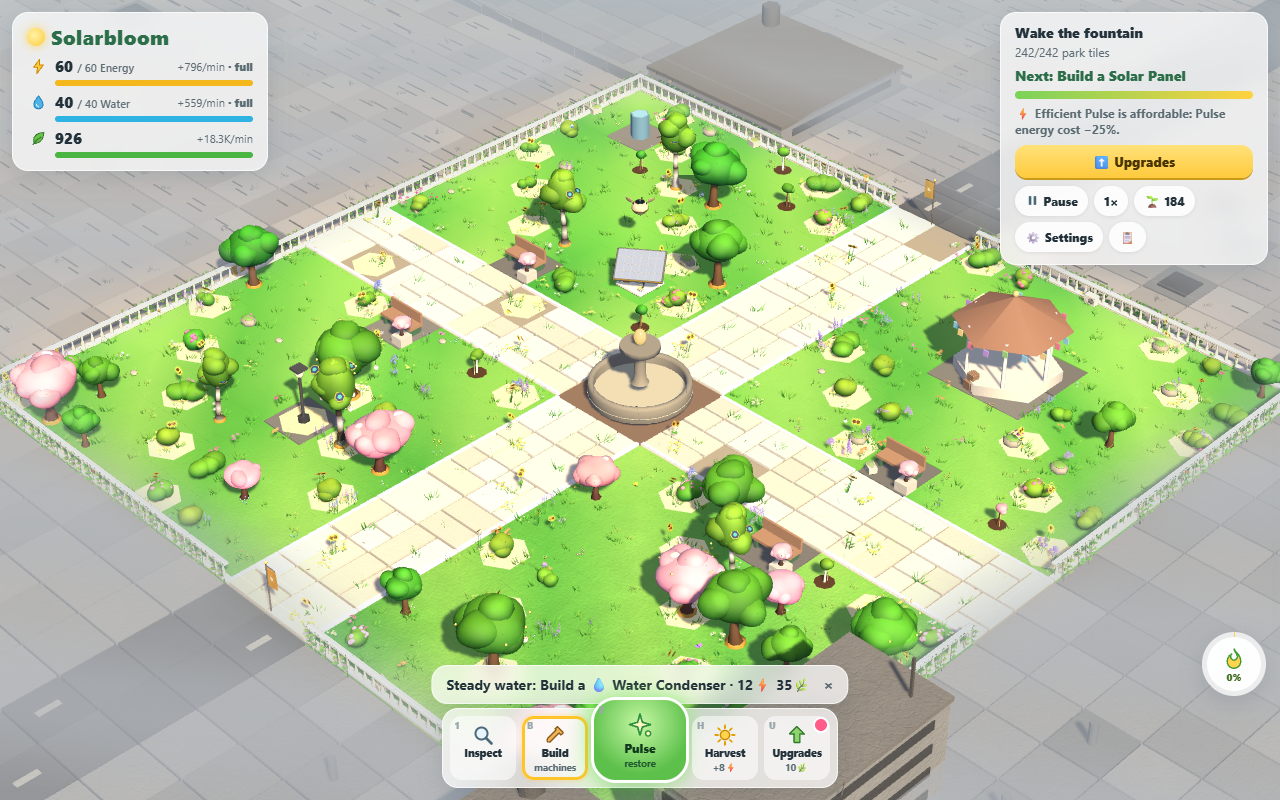 Solarbloom
60 / 60 Energy +796/min • full
40 / 40 Water +559/min • full
926 +18.3K/min
Wake the fountain
242/242 park tiles
Next: Build a Solar Panel
Efficient Pulse is affordable: Pulse
energy cost −25%.
Upgrades
Pause 1× 184
Settings
0%
Steady water: Build a Water Condenser · 12 35 ×
1 Inspect
B Build
machines
Pulse
restore
H Harvest
+8
U Upgrades
10